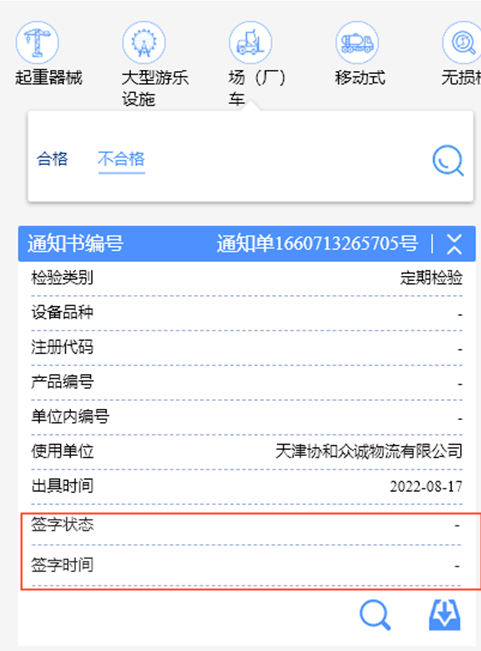 起重器械
大型游乐
设施
场（厂）
车
移动式
无损
合格
不合格
通知书编号 通知单1660713265705号
检验类别 定期检验
设备品种 -
注册代码 -
产品编号 -
单位内编号 -
使用单位 天津协和众诚物流有限公司
出具时间 2022-08-17
签字状态 -
签字时间 -